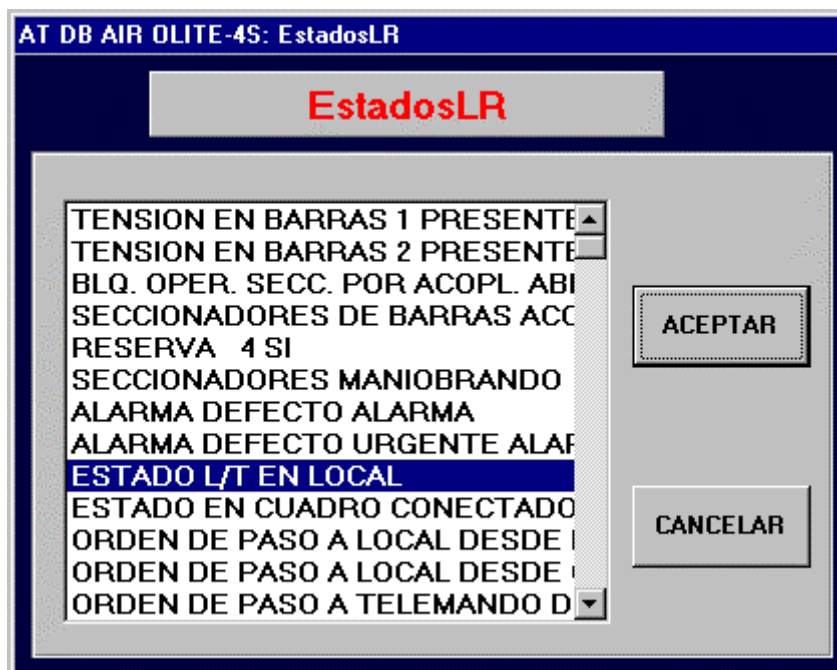 AT DB AIR OLITE-4S: EstadosLR
EstadosLR
TENSION EN BARRAS 1 PRESENTE
TENSION EN BARRAS 2 PRESENTE
BLQ. OPER. SECC. POR ACOPL. ABI
SECCIONADORES DE BARRAS ACO
RESERVA 4 SI
SECCIONADORES MANIOBRANDO
ALARMA DEFECTO ALARMA
ALARMA DEFECTO URGENTE ALAR
ESTADO L/T EN LOCAL
ESTADO EN CUADRO CONECTADO
ORDEN DE PASO A LOCAL DESDE
ORDEN DE PASO A LOCAL DESDE
ORDEN DE PASO A TELEMANDO D
ACEPTAR
CANCELAR